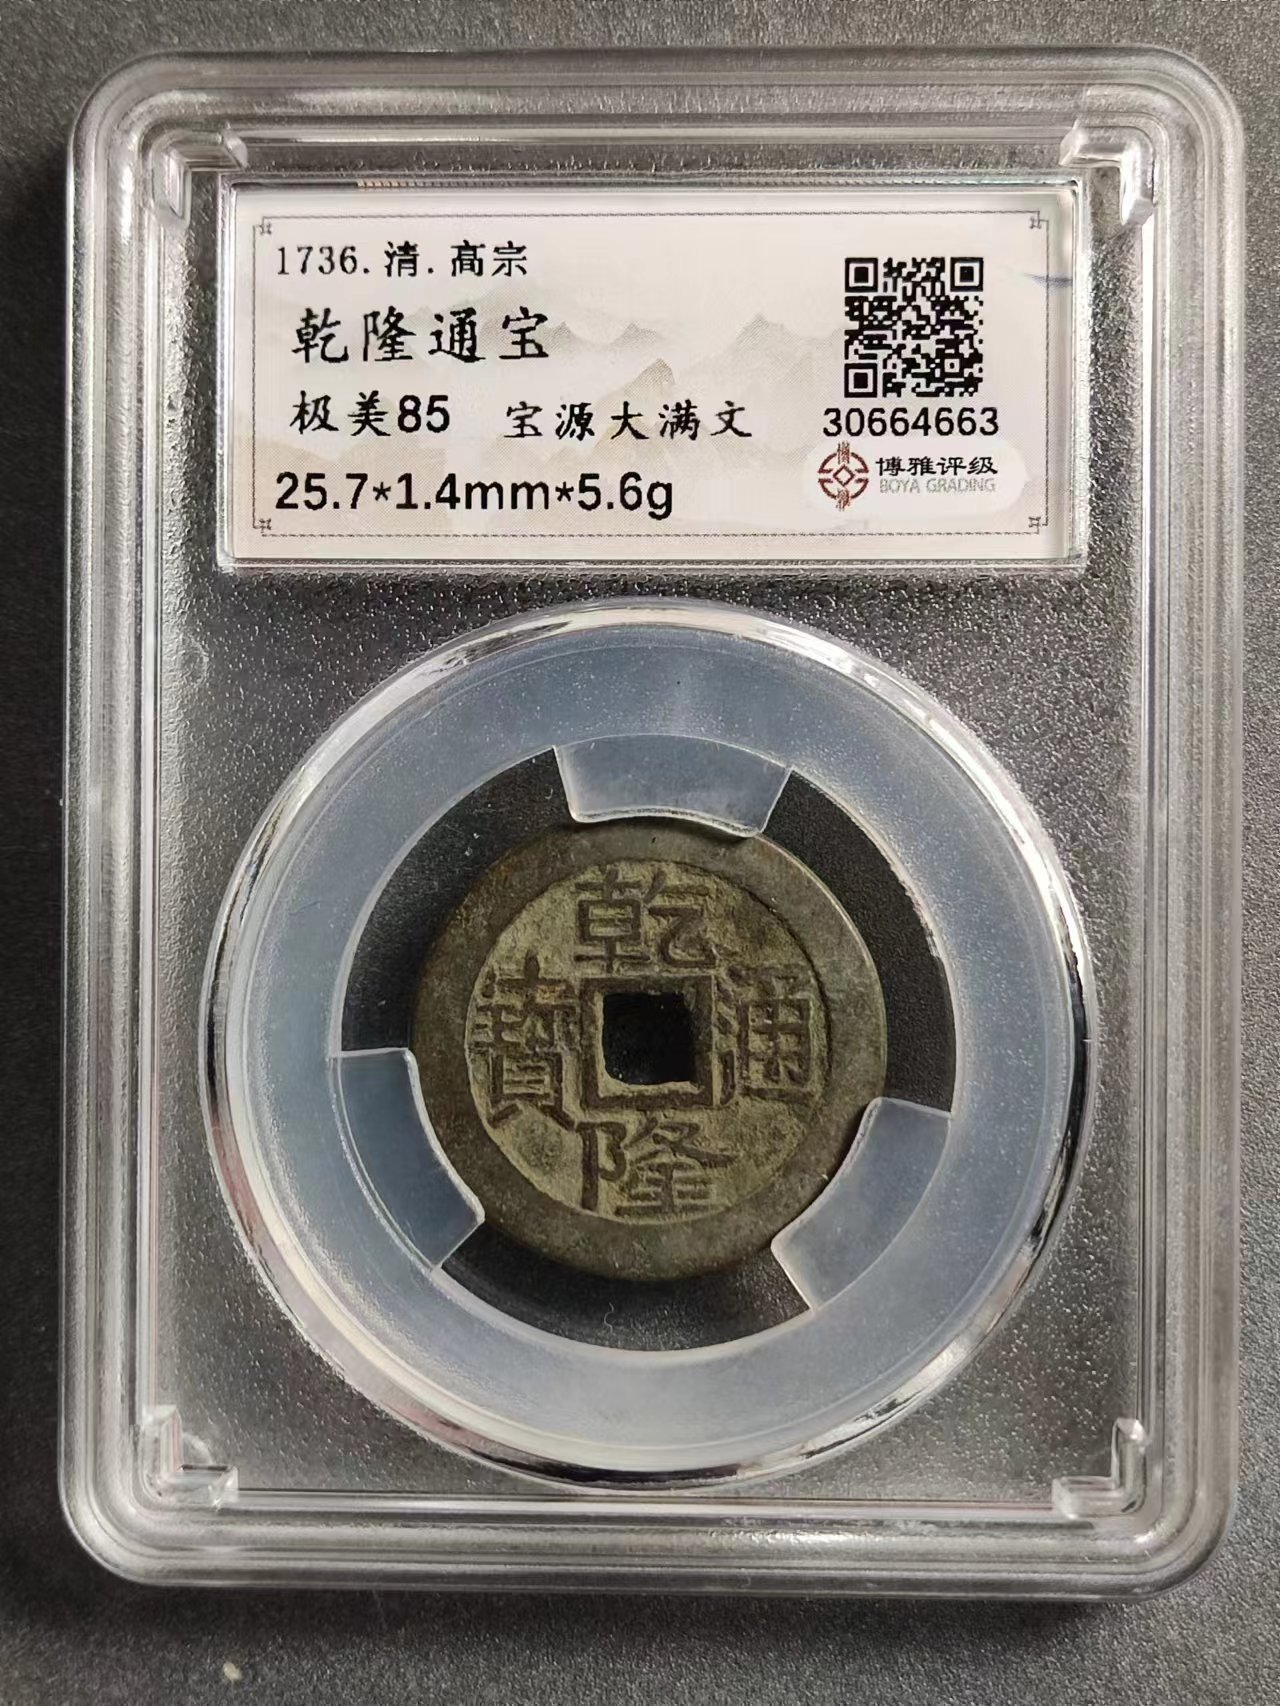 1736.清.高宗
乾隆通宝
极美85 宝源大满文
25.7*1.4mm*5.6g
30664663
博雅评级
BOYA GRADING
乾
寳 通
隆